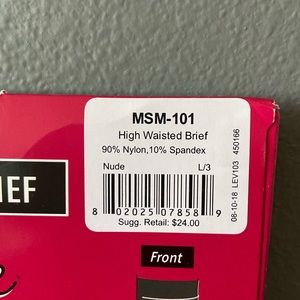 MSM-101
High Waisted Brief
90% Nylon,10% Spandex
Nude L/3
8 02025 07858 9
Sugg. Retail: $24.00
08-10-18 LEV103 450166
IEF
Front